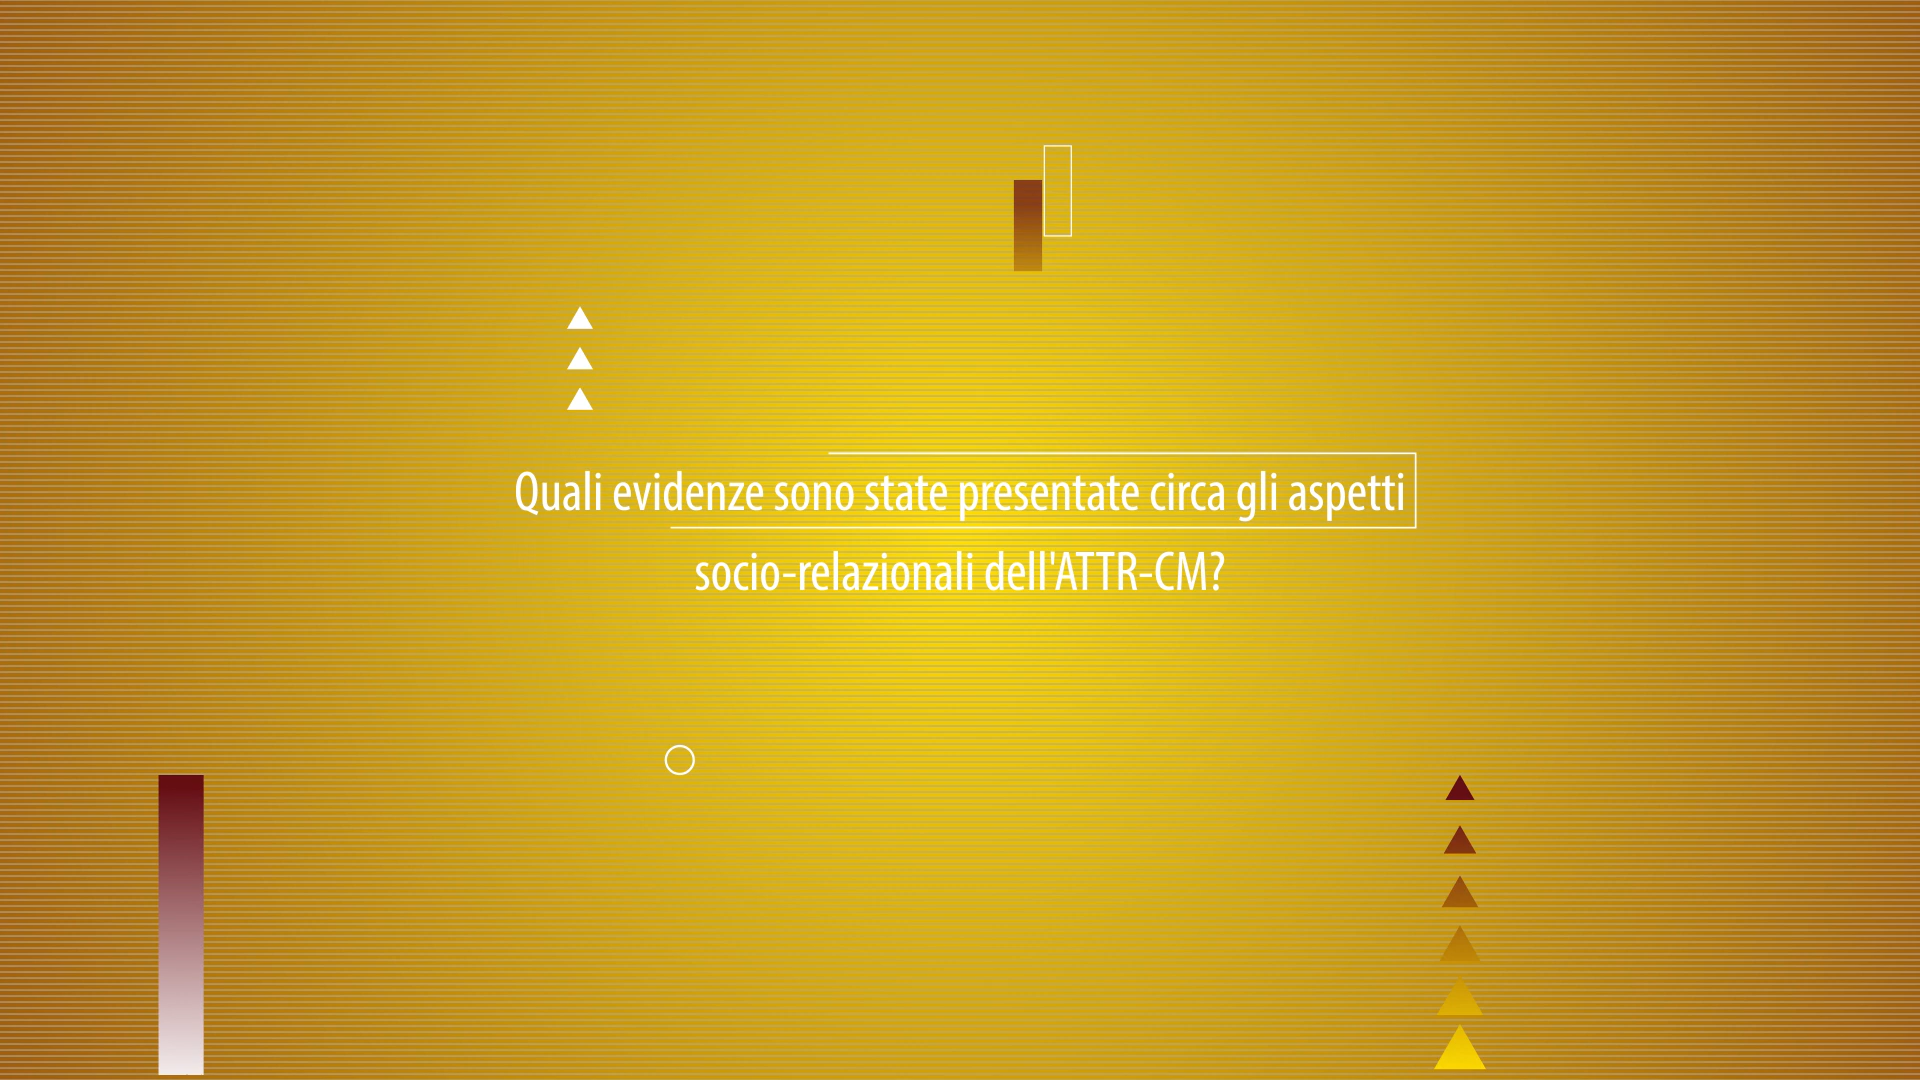 Quali evidenze sono state presentate circa gli aspetti
socio-relazionali dell'ATTR-CM?